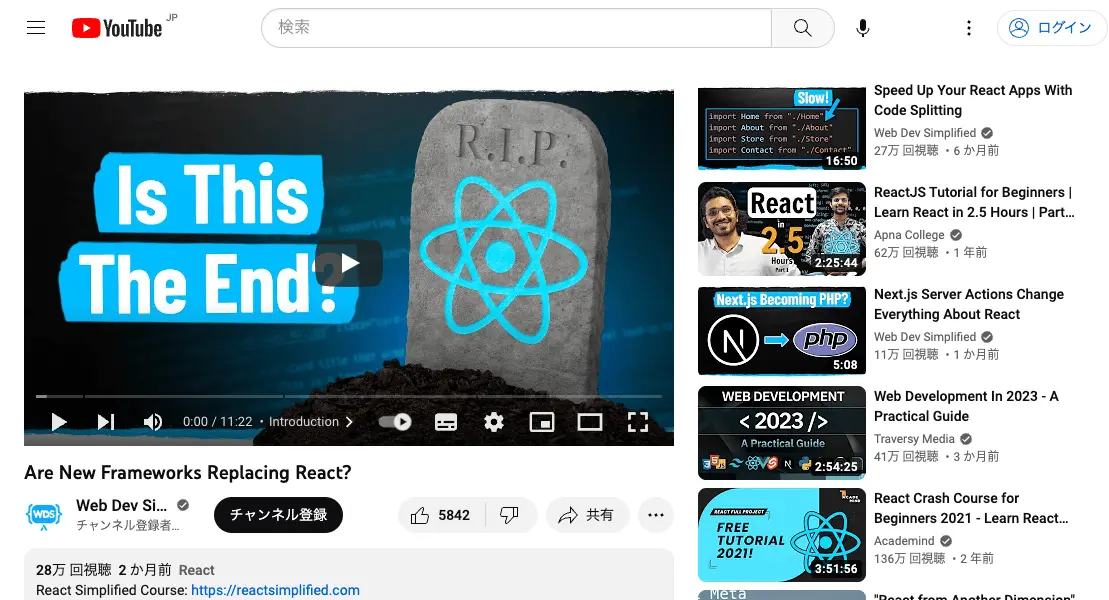 YouTube JP
検索
ログイン
R.I.P.
Is This
The End?
0:00 / 11:22 • Introduction
Are New Frameworks Replacing React?
WDS
Web Dev Si...
チャンネル登録者...
チャンネル登録
5842
共有
28万 回視聴 2 か月前 React
React Simplified Course: https://reactsimplified.com
Slow!
import Home from "./Home"
import About from "./About"
import Store from "./Store"
import Contact from "./Contact"
16:50
Speed Up Your React Apps With
Code Splitting
Web Dev Simplified
27万 回視聴 • 6 か月前
React
in
2.5
Hours
Part 1
2:25:44
ReactJS Tutorial for Beginners |
Learn React in 2.5 Hours | Part...
Apna College
62万 回視聴 • 1 年前
Next.js Becoming PHP?
N
php
5:08
Next.js Server Actions Change
Everything About React
Web Dev Simplified
11万 回視聴 • 1 か月前
WEB DEVELOPMENT
< 2023 />
A Practical Guide
2:54:25
Web Development In 2023 - A
Practical Guide
Traversy Media
41万 回視聴 • 3 か月前
REACT FULL PROJECT
FREE
TUTORIAL
2021!
3:51:56
React Crash Course for
Beginners 2021 - Learn React...
Academind
136万 回視聴 • 2 年前
Meta
"React from Another Dimension"